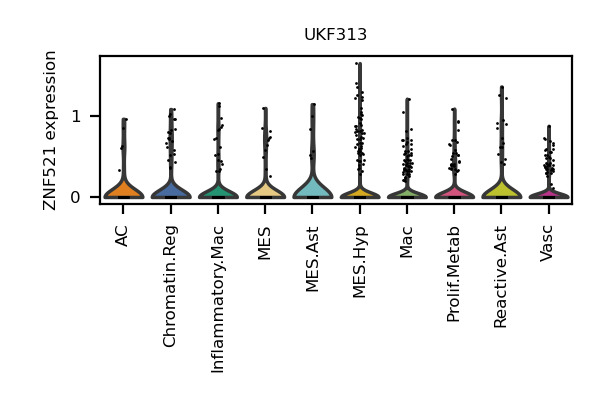 UKF313
ZNF521 expression
1
0
AC
Chromatin.Reg
Inflammatory.Mac
MES
MES.Ast
MES.Hyp
Mac
Prolif.Metab
Reactive.Ast
Vasc